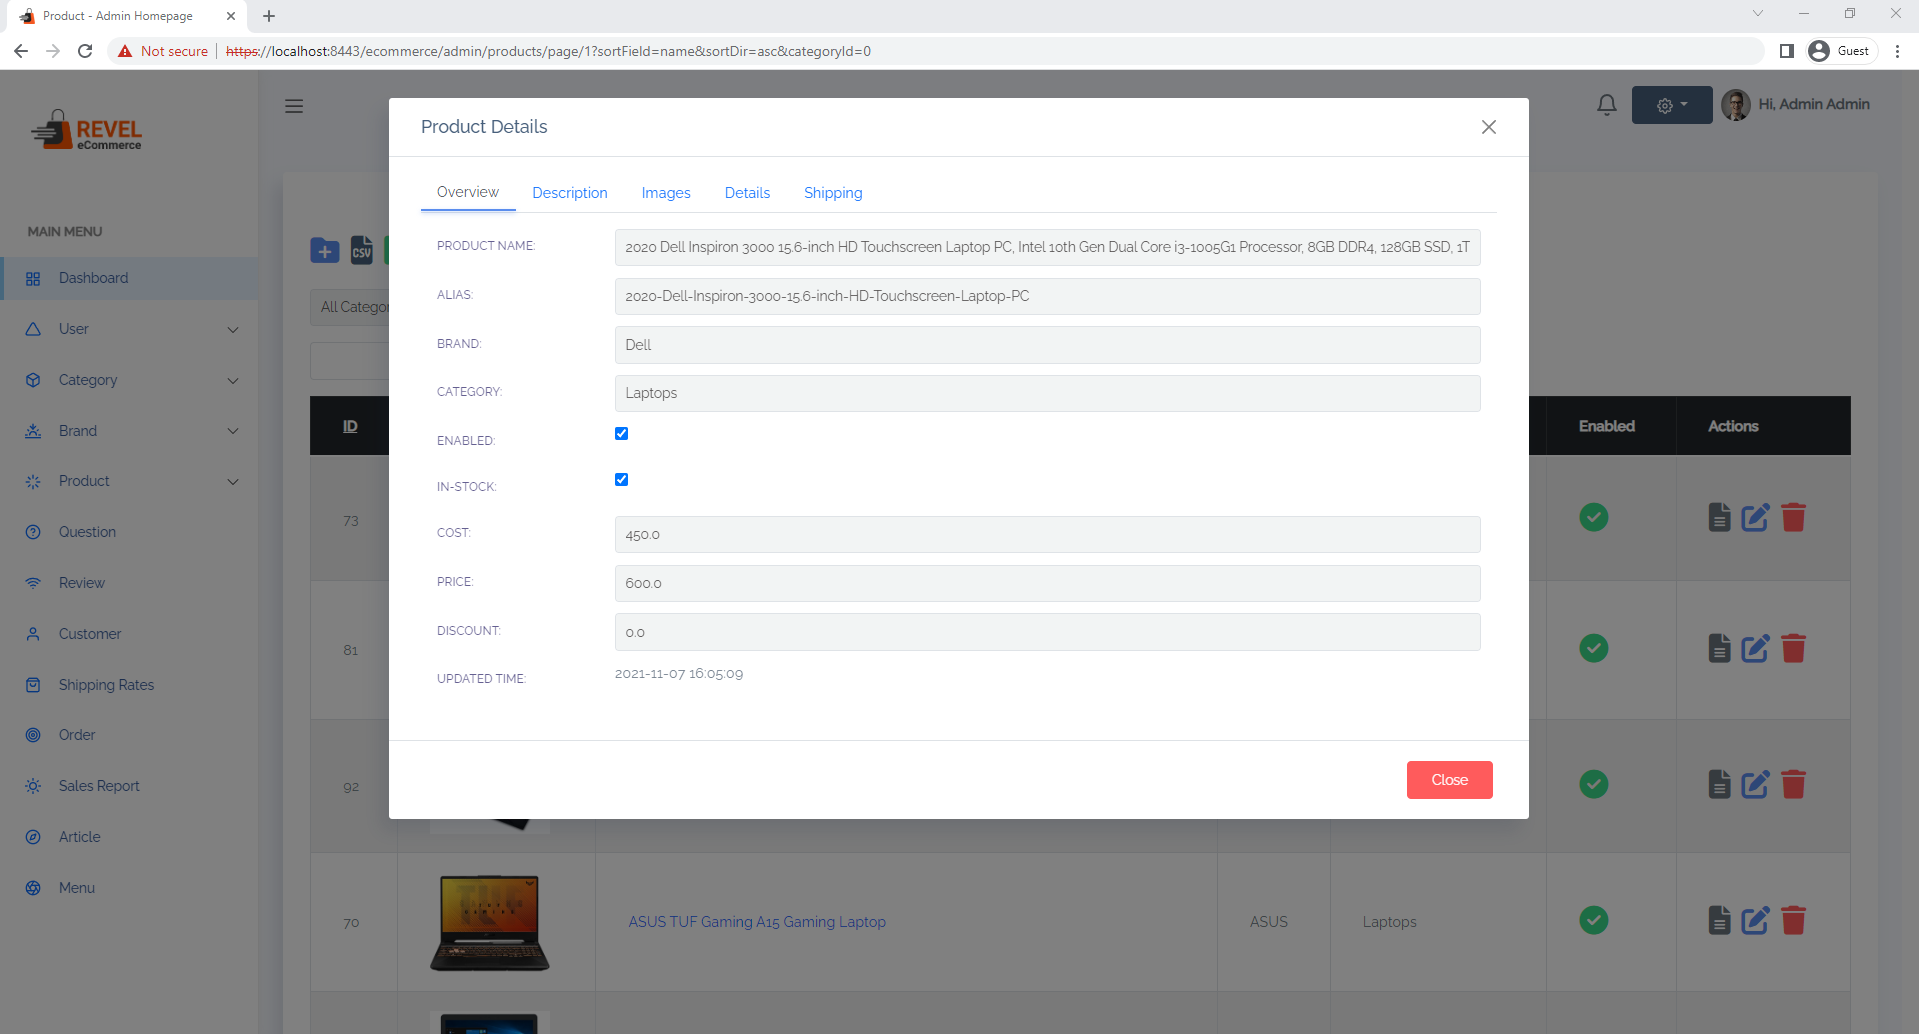 Product - Admin Homepage
Not secure
https://localhost:8443/ecommerce/admin/products/page/1?sortField=name&sortDir=asc&categoryId=0
Guest
REVEL
eCommerce
Hi, Admin Admin
MAIN MENU
Dashboard
User
Category
Brand
Product
Question
Review
Customer
Shipping Rates
Order
Sales Report
Article
Menu
CSV
ID
Enabled
Actions
73
81
92
70
ASUS TUF Gaming A15 Gaming Laptop
ASUS
Laptops
Product Details
Overview
Description
Images
Details
Shipping
PRODUCT NAME:
2020 Dell Inspiron 3000 15.6-inch HD Touchscreen Laptop PC, Intel 10th Gen Dual Core i3-1005G1 Processor, 8GB DDR4, 128GB SSD, 1T
ALIAS:
2020-Dell-Inspiron-3000-15.6-inch-HD-Touchscreen-Laptop-PC
BRAND:
Dell
CATEGORY:
Laptops
ENABLED:
IN-STOCK:
COST:
450.0
PRICE:
600.0
DISCOUNT:
0.0
UPDATED TIME:
2021-11-07 16:05:09
Close